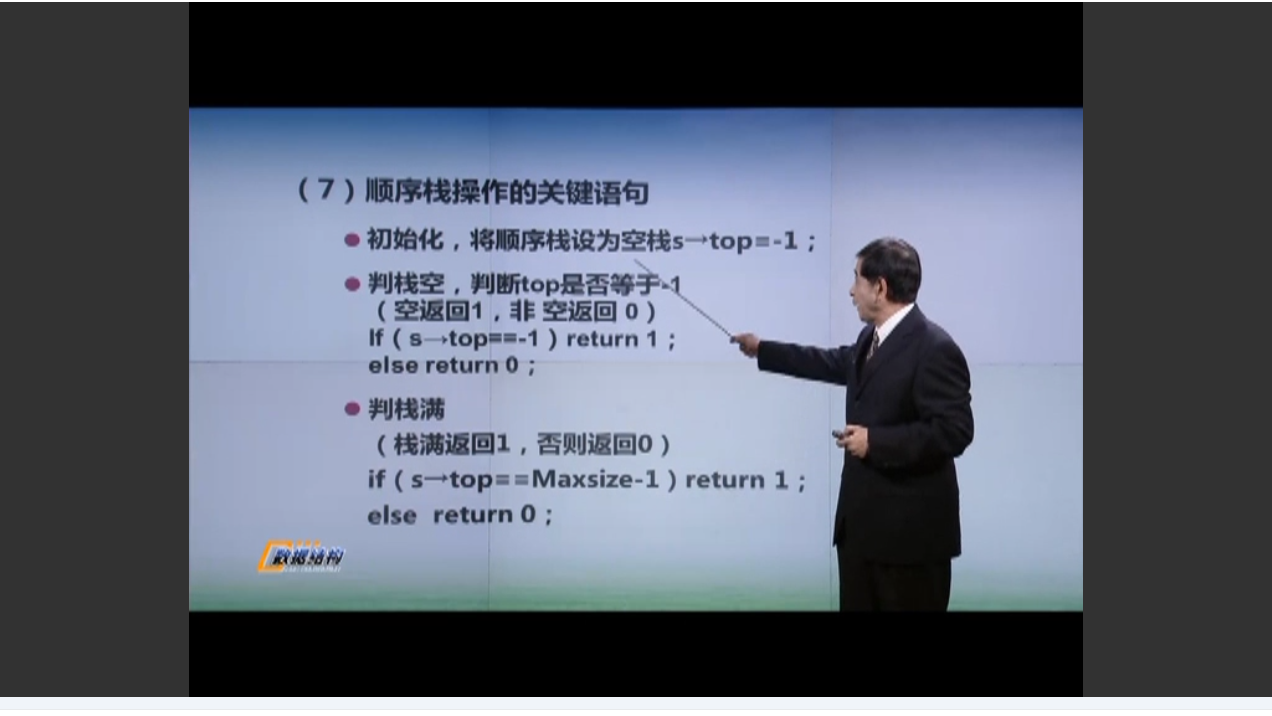 （7）顺序栈操作的关键语句
初始化，将顺序栈设为空栈s→top=-1；
判栈空，判断top是否等于-1
（空返回1，非 空返回 0）
If（s→top==-1）return 1；
else return 0；
判栈满
（栈满返回1，否则返回0）
if（s→top==Maxsize-1）return 1；
else return 0；
数据结构